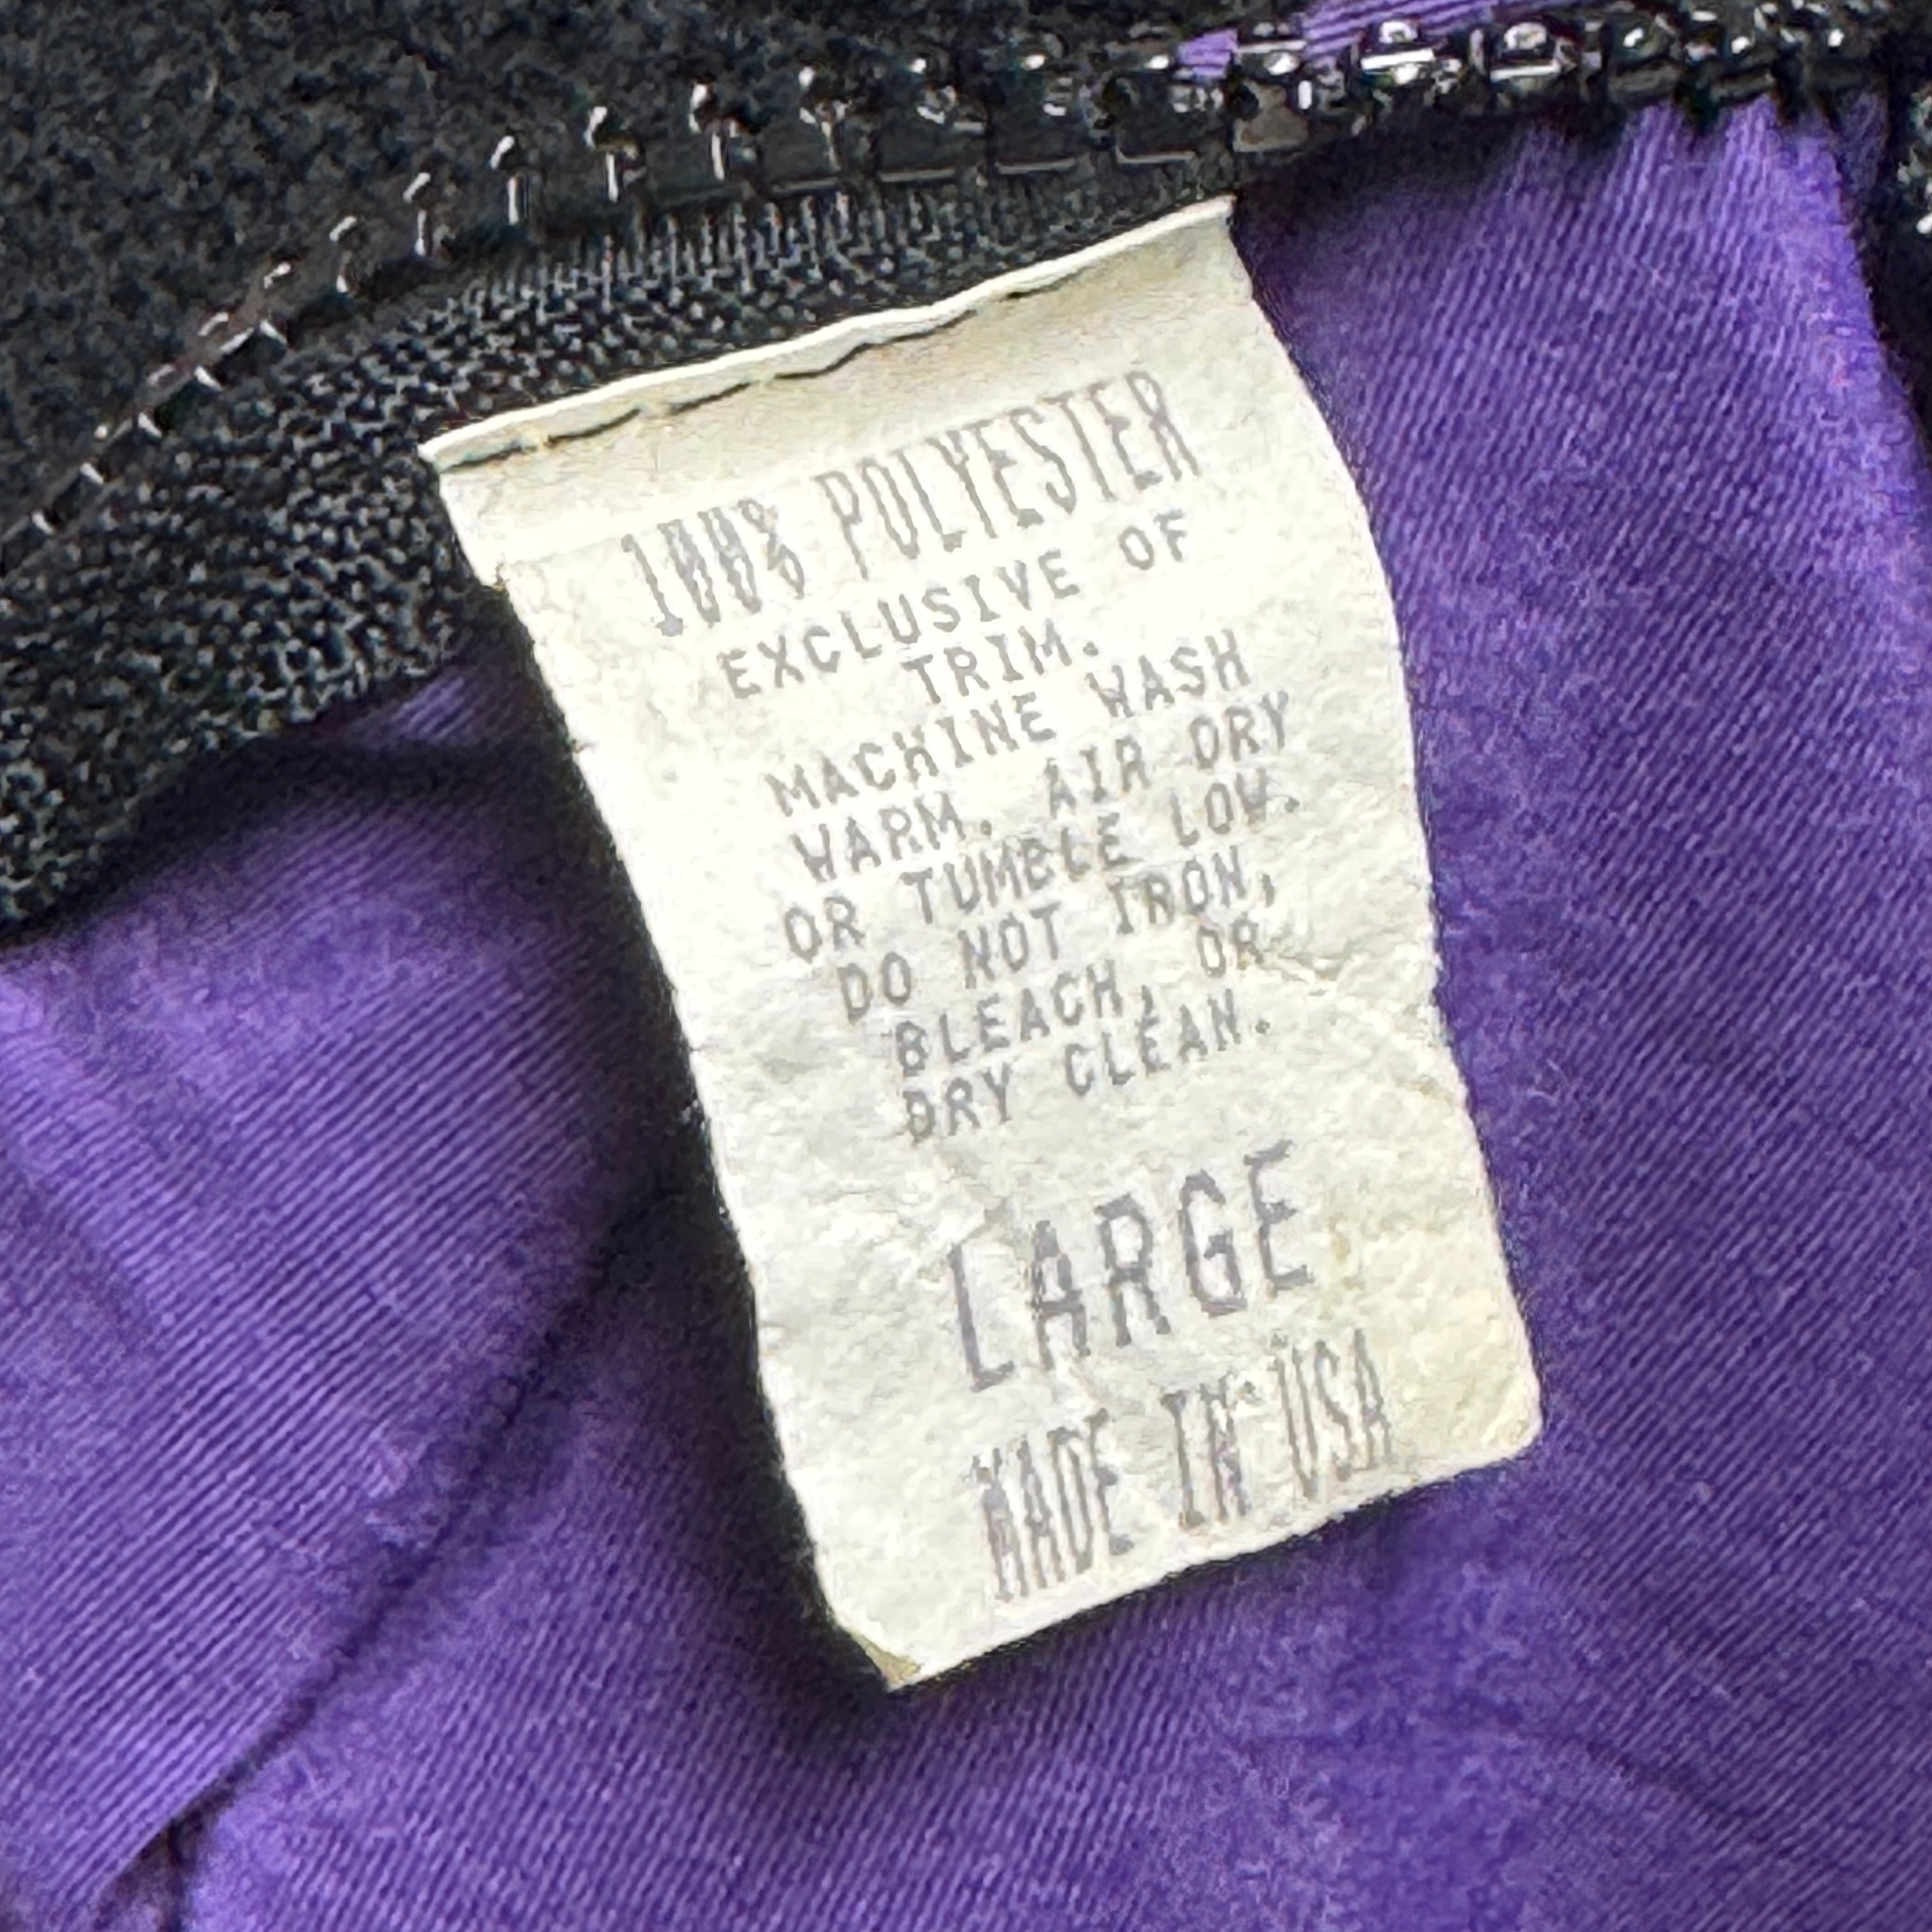 100% POLYESTER
EXCLUSIVE OF
TRIM.
MACHINE WASH
WARM. AIR DRY
OR TUMBLE LOW.
DO NOT IRON,
BLEACH, OR
DRY CLEAN.
LARGE
MADE IN USA